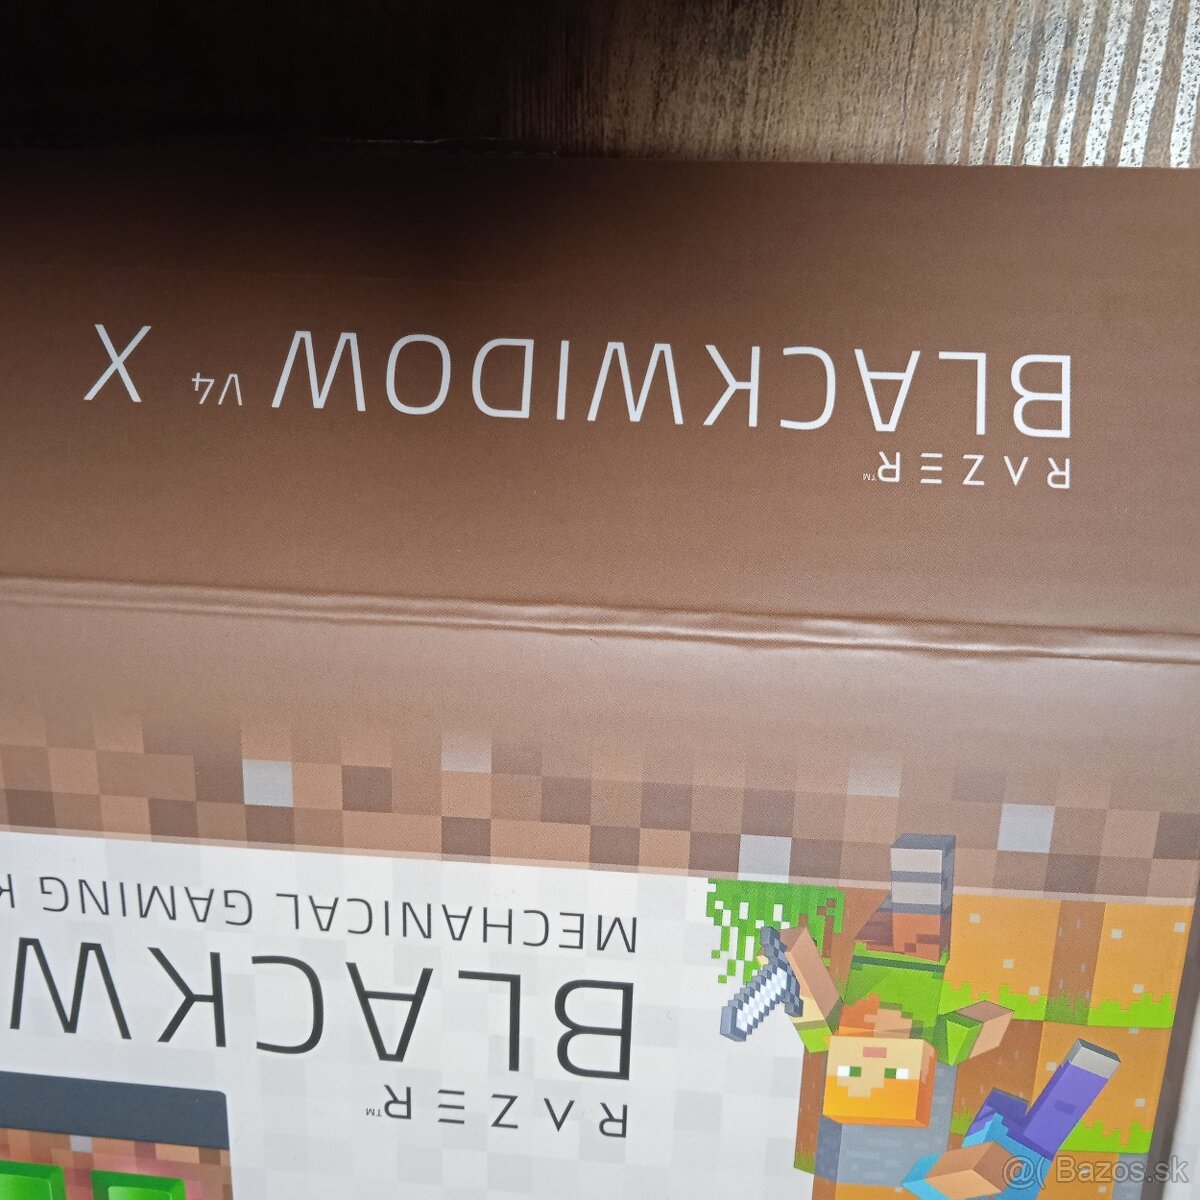 RAZER™
BLACKWIDOW V4 X
RAZER™
BLACKW
MECHANICAL GAMING K
@( Bazos.sk